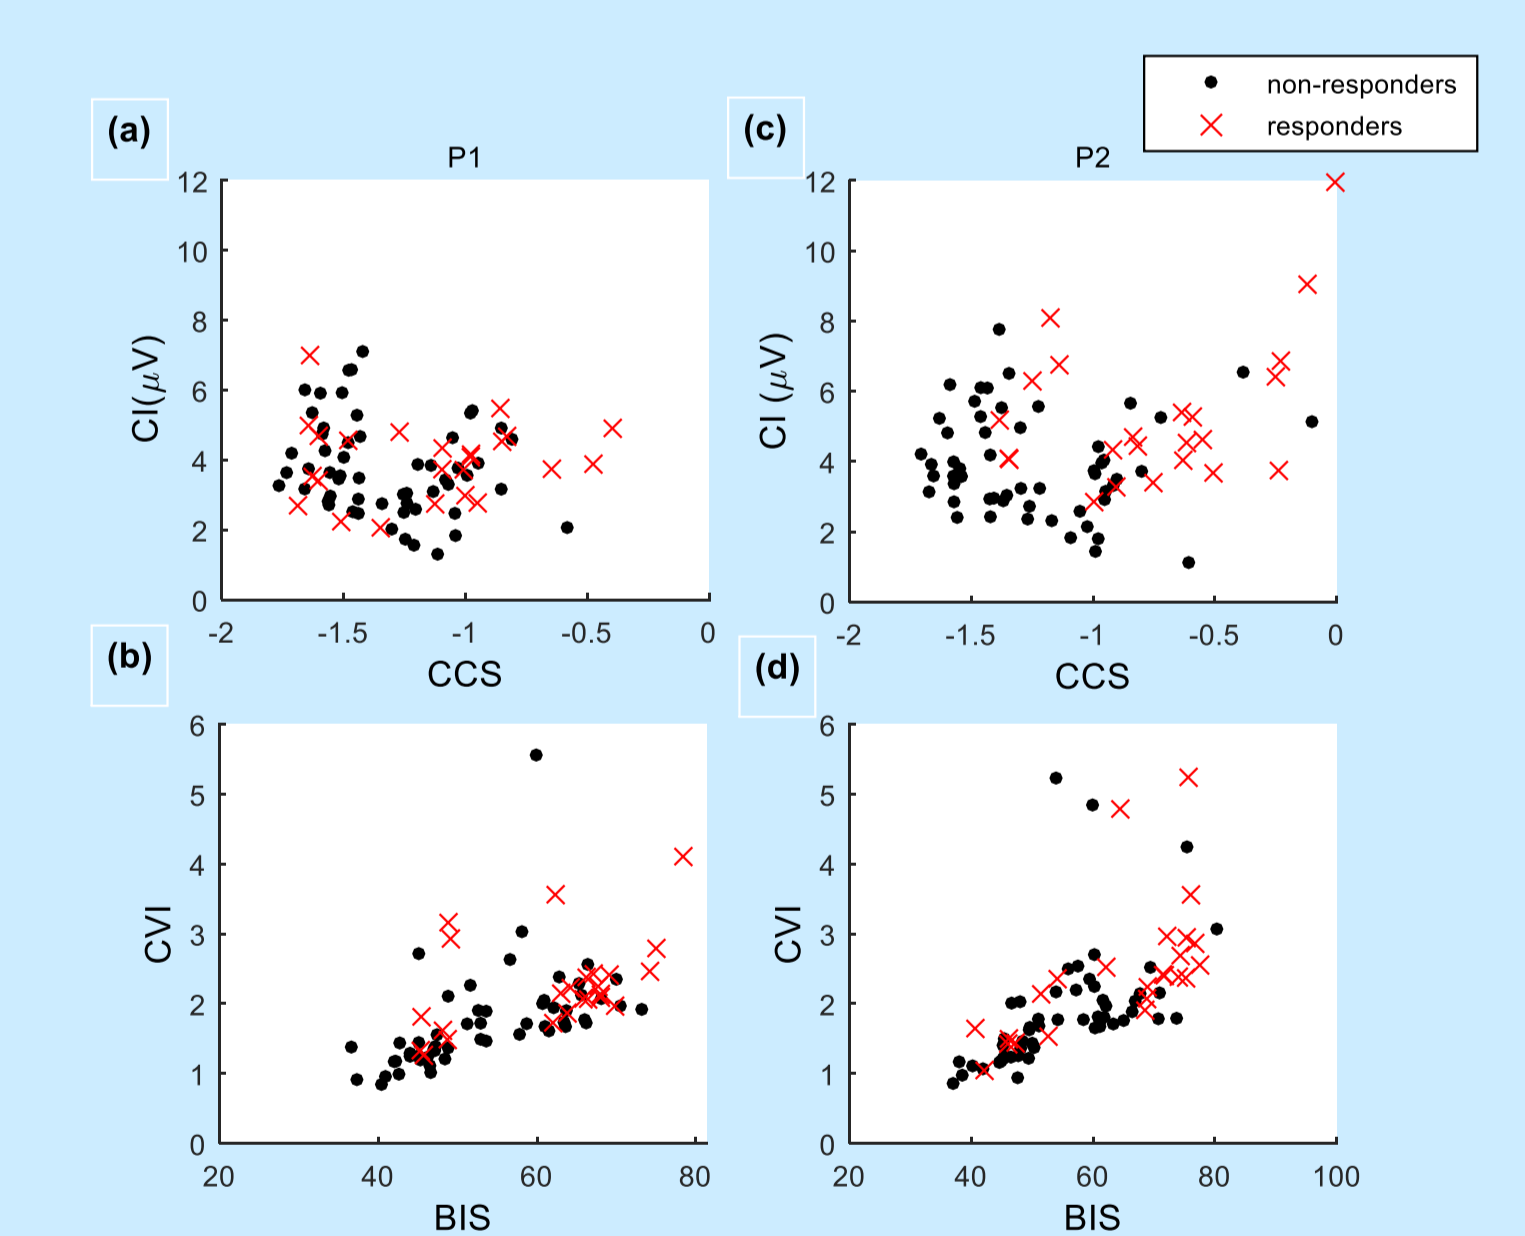 non-responders
responders
(a)
P1
12
10
8
6
4
2
0
CI(μV)
-2 -1.5 -1 -0.5 0
CCS
(c)
P2
12
10
8
6
4
2
0
CI (μV)
-2 -1.5 -1 -0.5 0
CCS
(b)
6
5
4
3
2
1
0
CVI
20 40 60 80
BIS
(d)
6
5
4
3
2
1
0
CVI
20 40 60 80 100
BIS